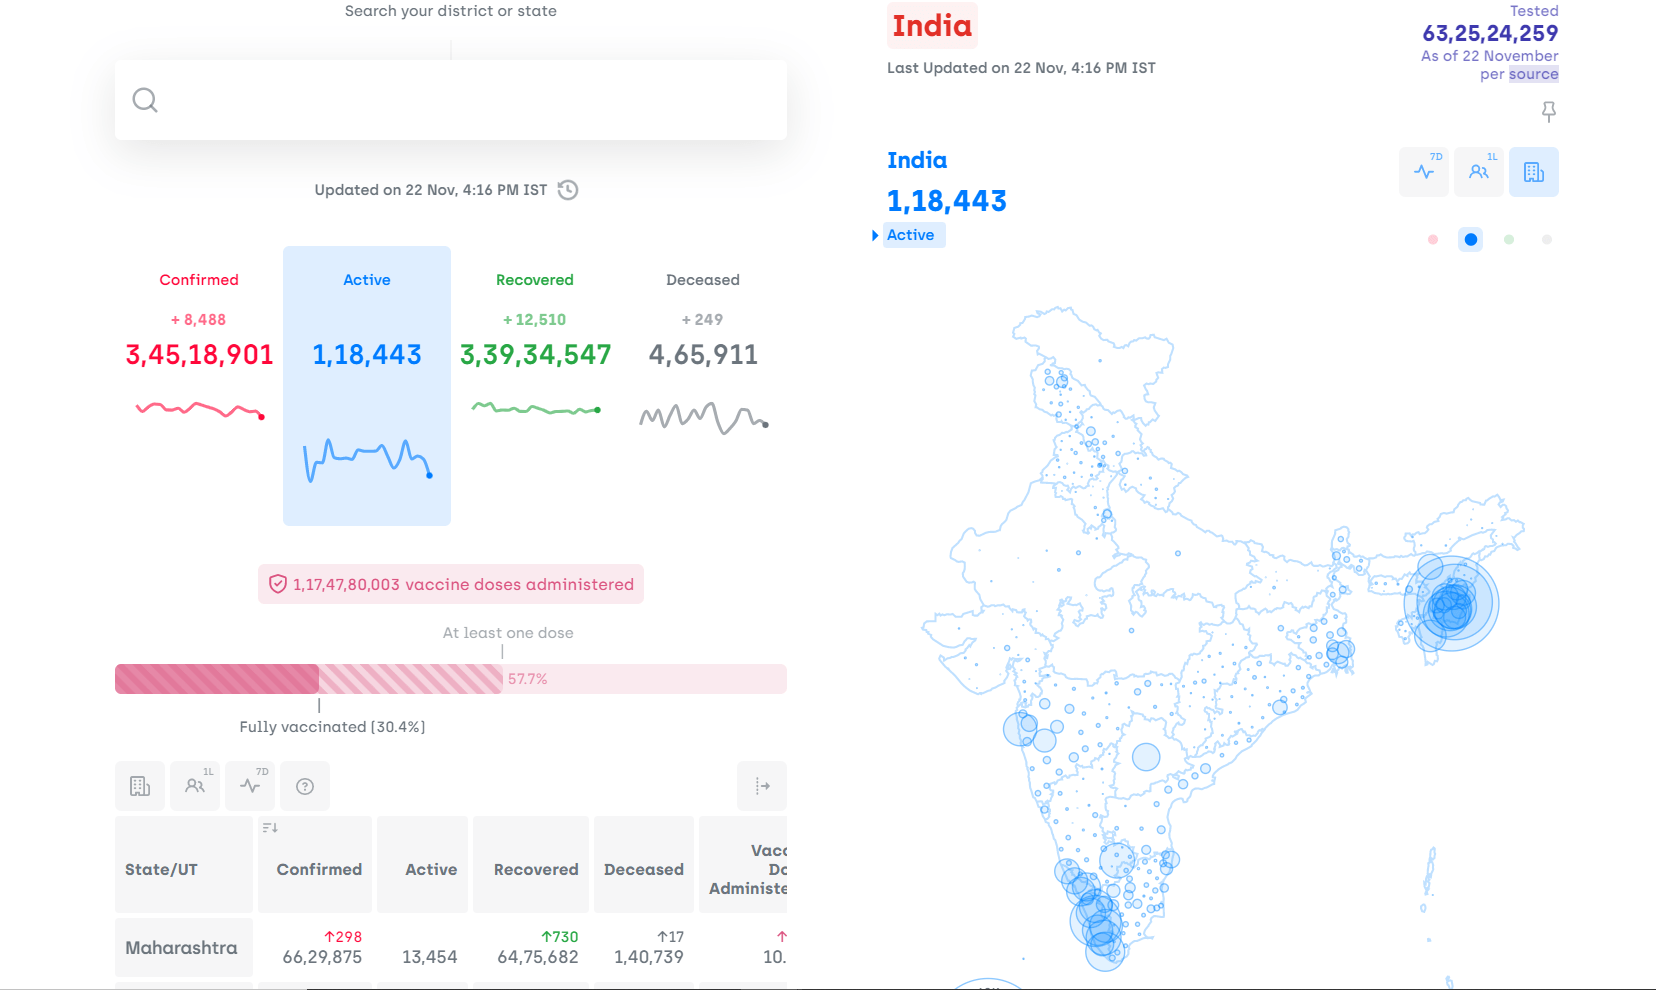 Search your district or state
Updated on 22 Nov, 4:16 PM IST
Confirmed
+ 8,488
3,45,18,901
Active
1,18,443
Recovered
+ 12,510
3,39,34,547
Deceased
+ 249
4,65,911
1,17,47,80,003 vaccine doses administered
At least one dose
57.7%
Fully vaccinated (30.4%)
1L
7D
?
State/UT
Confirmed
Active
Recovered
Deceased
Vacc
Do
Administe
Maharashtra
↑298
66,29,875
13,454
↑730
64,75,682
↑17
1,40,739
↑
10.
India
Last Updated on 22 Nov, 4:16 PM IST
Tested
63,25,24,259
As of 22 November
per source
India
1,18,443
Active
7D
1L